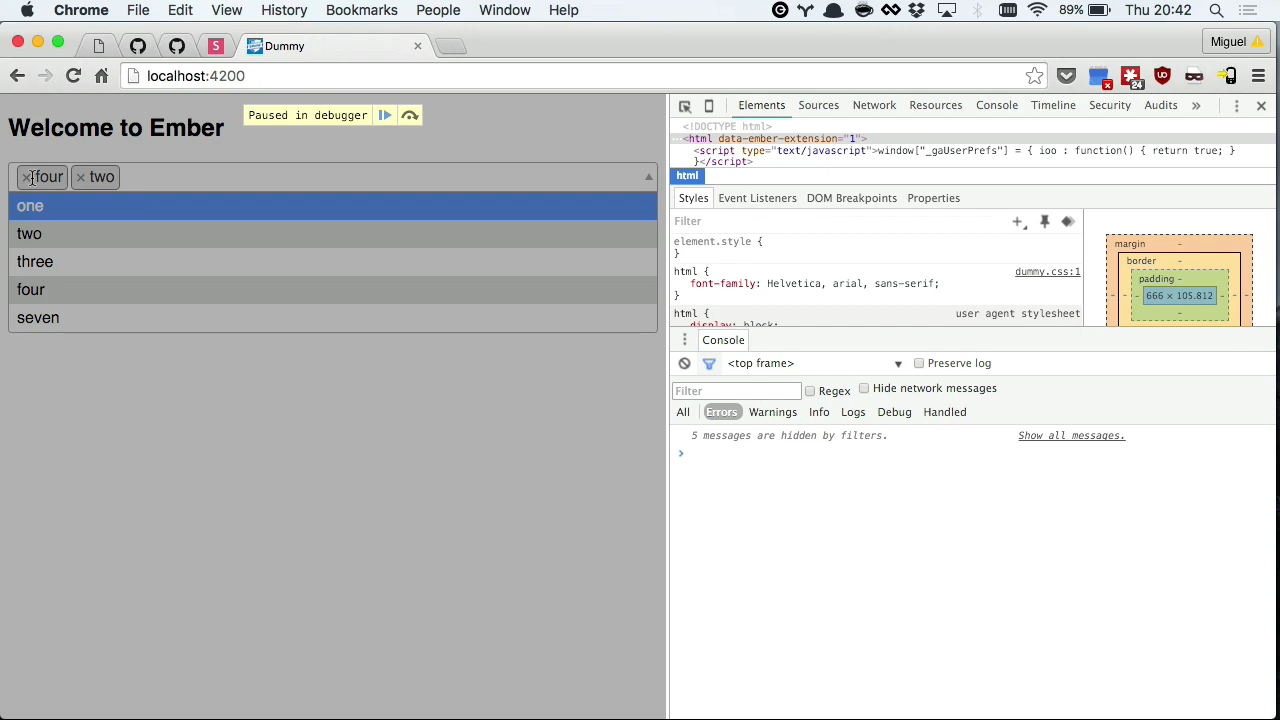 Chrome File Edit View History Bookmarks People Window Help 89% Thu 20:42
S Dummy × Miguel
localhost:4200 24
Paused in debugger
Welcome to Ember
× four × two
one
two
three
four
seven
Elements Sources Network Resources Console Timeline Security Audits »
<!DOCTYPE html>
…<html data-ember-extension="1">
<script type="text/javascript">window["_gaUserPrefs"] = { ioo : function() { return true; } }</script>
html
Styles Event Listeners DOM Breakpoints Properties
Filter
element.style {
}
html { dummy.css:1
font-family: Helvetica, arial, sans-serif;
}
html { user agent stylesheet
display: block;
margin -
border -
padding -
- - - 666 × 105.812 - - -
-
Console
<top frame> ▼ Preserve log
Filter Regex Hide network messages
All Errors Warnings Info Logs Debug Handled
5 messages are hidden by filters. Show all messages.
>